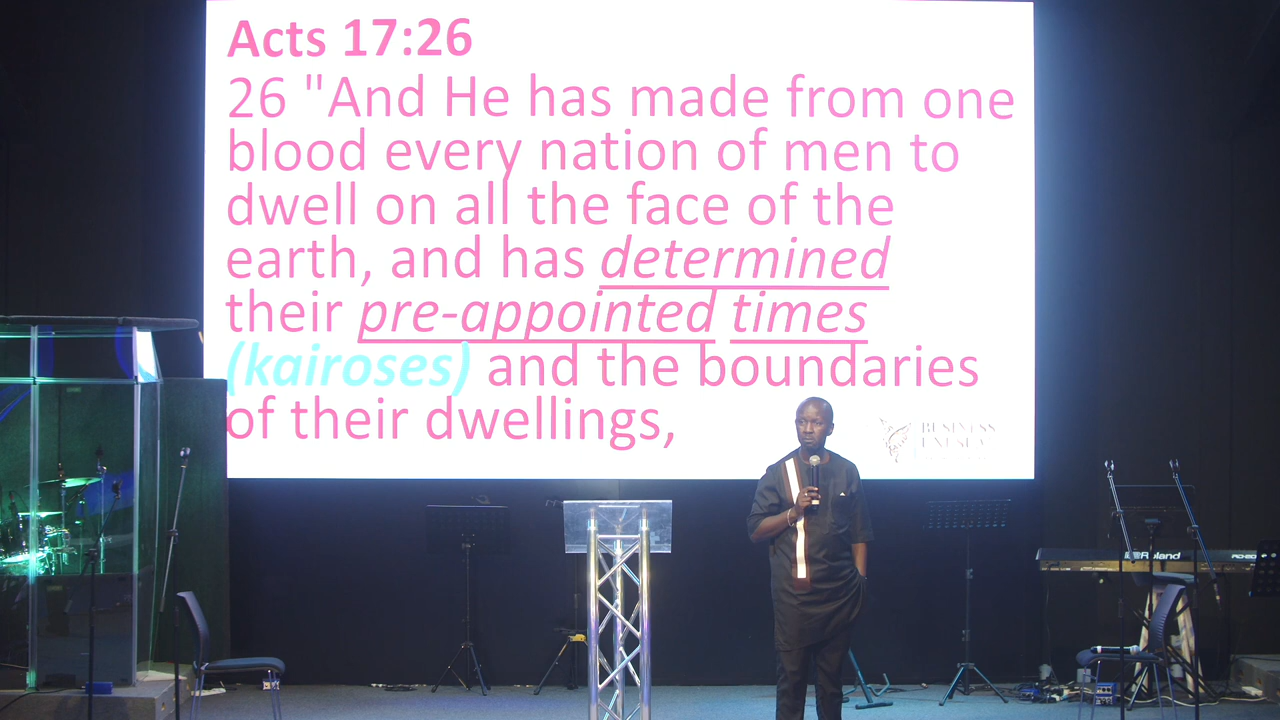 Acts 17:26
26 "And He has made from one
blood every nation of men to
dwell on all the face of the
earth, and has determined
their pre-appointed times
(kairoses) and the boundaries
of their dwellings,
BUSINESS
Roland